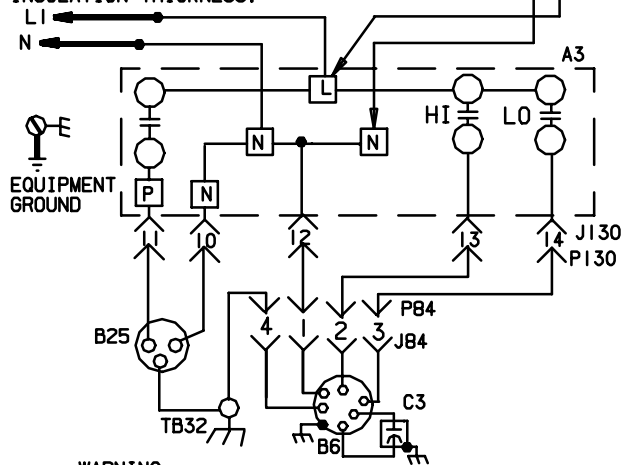 INSULATION THICKNESS.
L1
N
A3
L
HI
LO
N
N
EQUIPMENT
GROUND
P
N
11
10
12
13
14
J130
P130
B25
4
1
2
3
P84
J84
TB32
B6
C3
WARNING